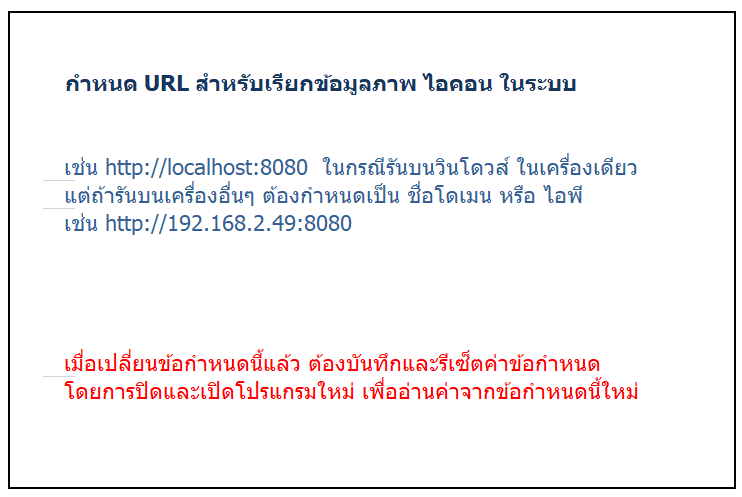 กำหนด URL สำหรับเรียกข้อมูลภาพ ไอคอน ในระบบ
เช่น http://localhost:8080 ในกรณีรันบนวินโดวส์ ในเครื่องเดียว
แต่ถ้ารันบนเครื่องอื่นๆ ต้องกำหนดเป็น ชื่อโดเมน หรือ ไอพี
เช่น http://192.168.2.49:8080
เมื่อเปลี่ยนข้อกำหนดนี้แล้ว ต้องบันทึกและรีเซ็ตค่าข้อกำหนด
โดยการปิดและเปิดโปรแกรมใหม่ เพื่ออ่านค่าจากข้อกำหนดนี้ใหม่